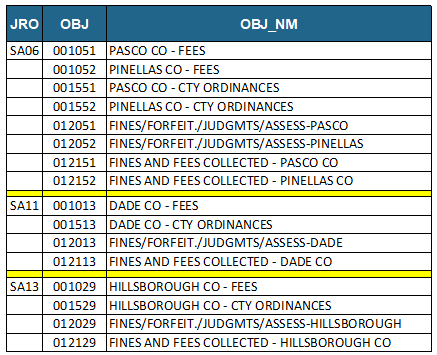 JRO OBJ OBJ_NM
SA06 001051 PASCO CO - FEES
001052 PINELLAS CO - FEES
001551 PASCO CO - CTY ORDINANCES
001552 PINELLAS CO - CTY ORDINANCES
012051 FINES/FORFEIT./JUDGMTS/ASSESS-PASCO
012052 FINES/FORFEIT./JUDGMTS/ASSESS-PINELLAS
012151 FINES AND FEES COLLECTED - PASCO CO
012152 FINES AND FEES COLLECTED - PINELLAS CO
SA11 001013 DADE CO - FEES
001513 DADE CO - CTY ORDINANCES
012013 FINES/FORFEIT./JUDGMTS/ASSESS-DADE
012113 FINES AND FEES COLLECTED - DADE CO
SA13 001029 HILLSBOROUGH CO - FEES
001529 HILLSBOROUGH CO - CTY ORDINANCES
012029 FINES/FORFEIT./JUDGMTS/ASSESS-HILLSBOROUGH
012129 FINES AND FEES COLLECTED - HILLSBOROUGH CO